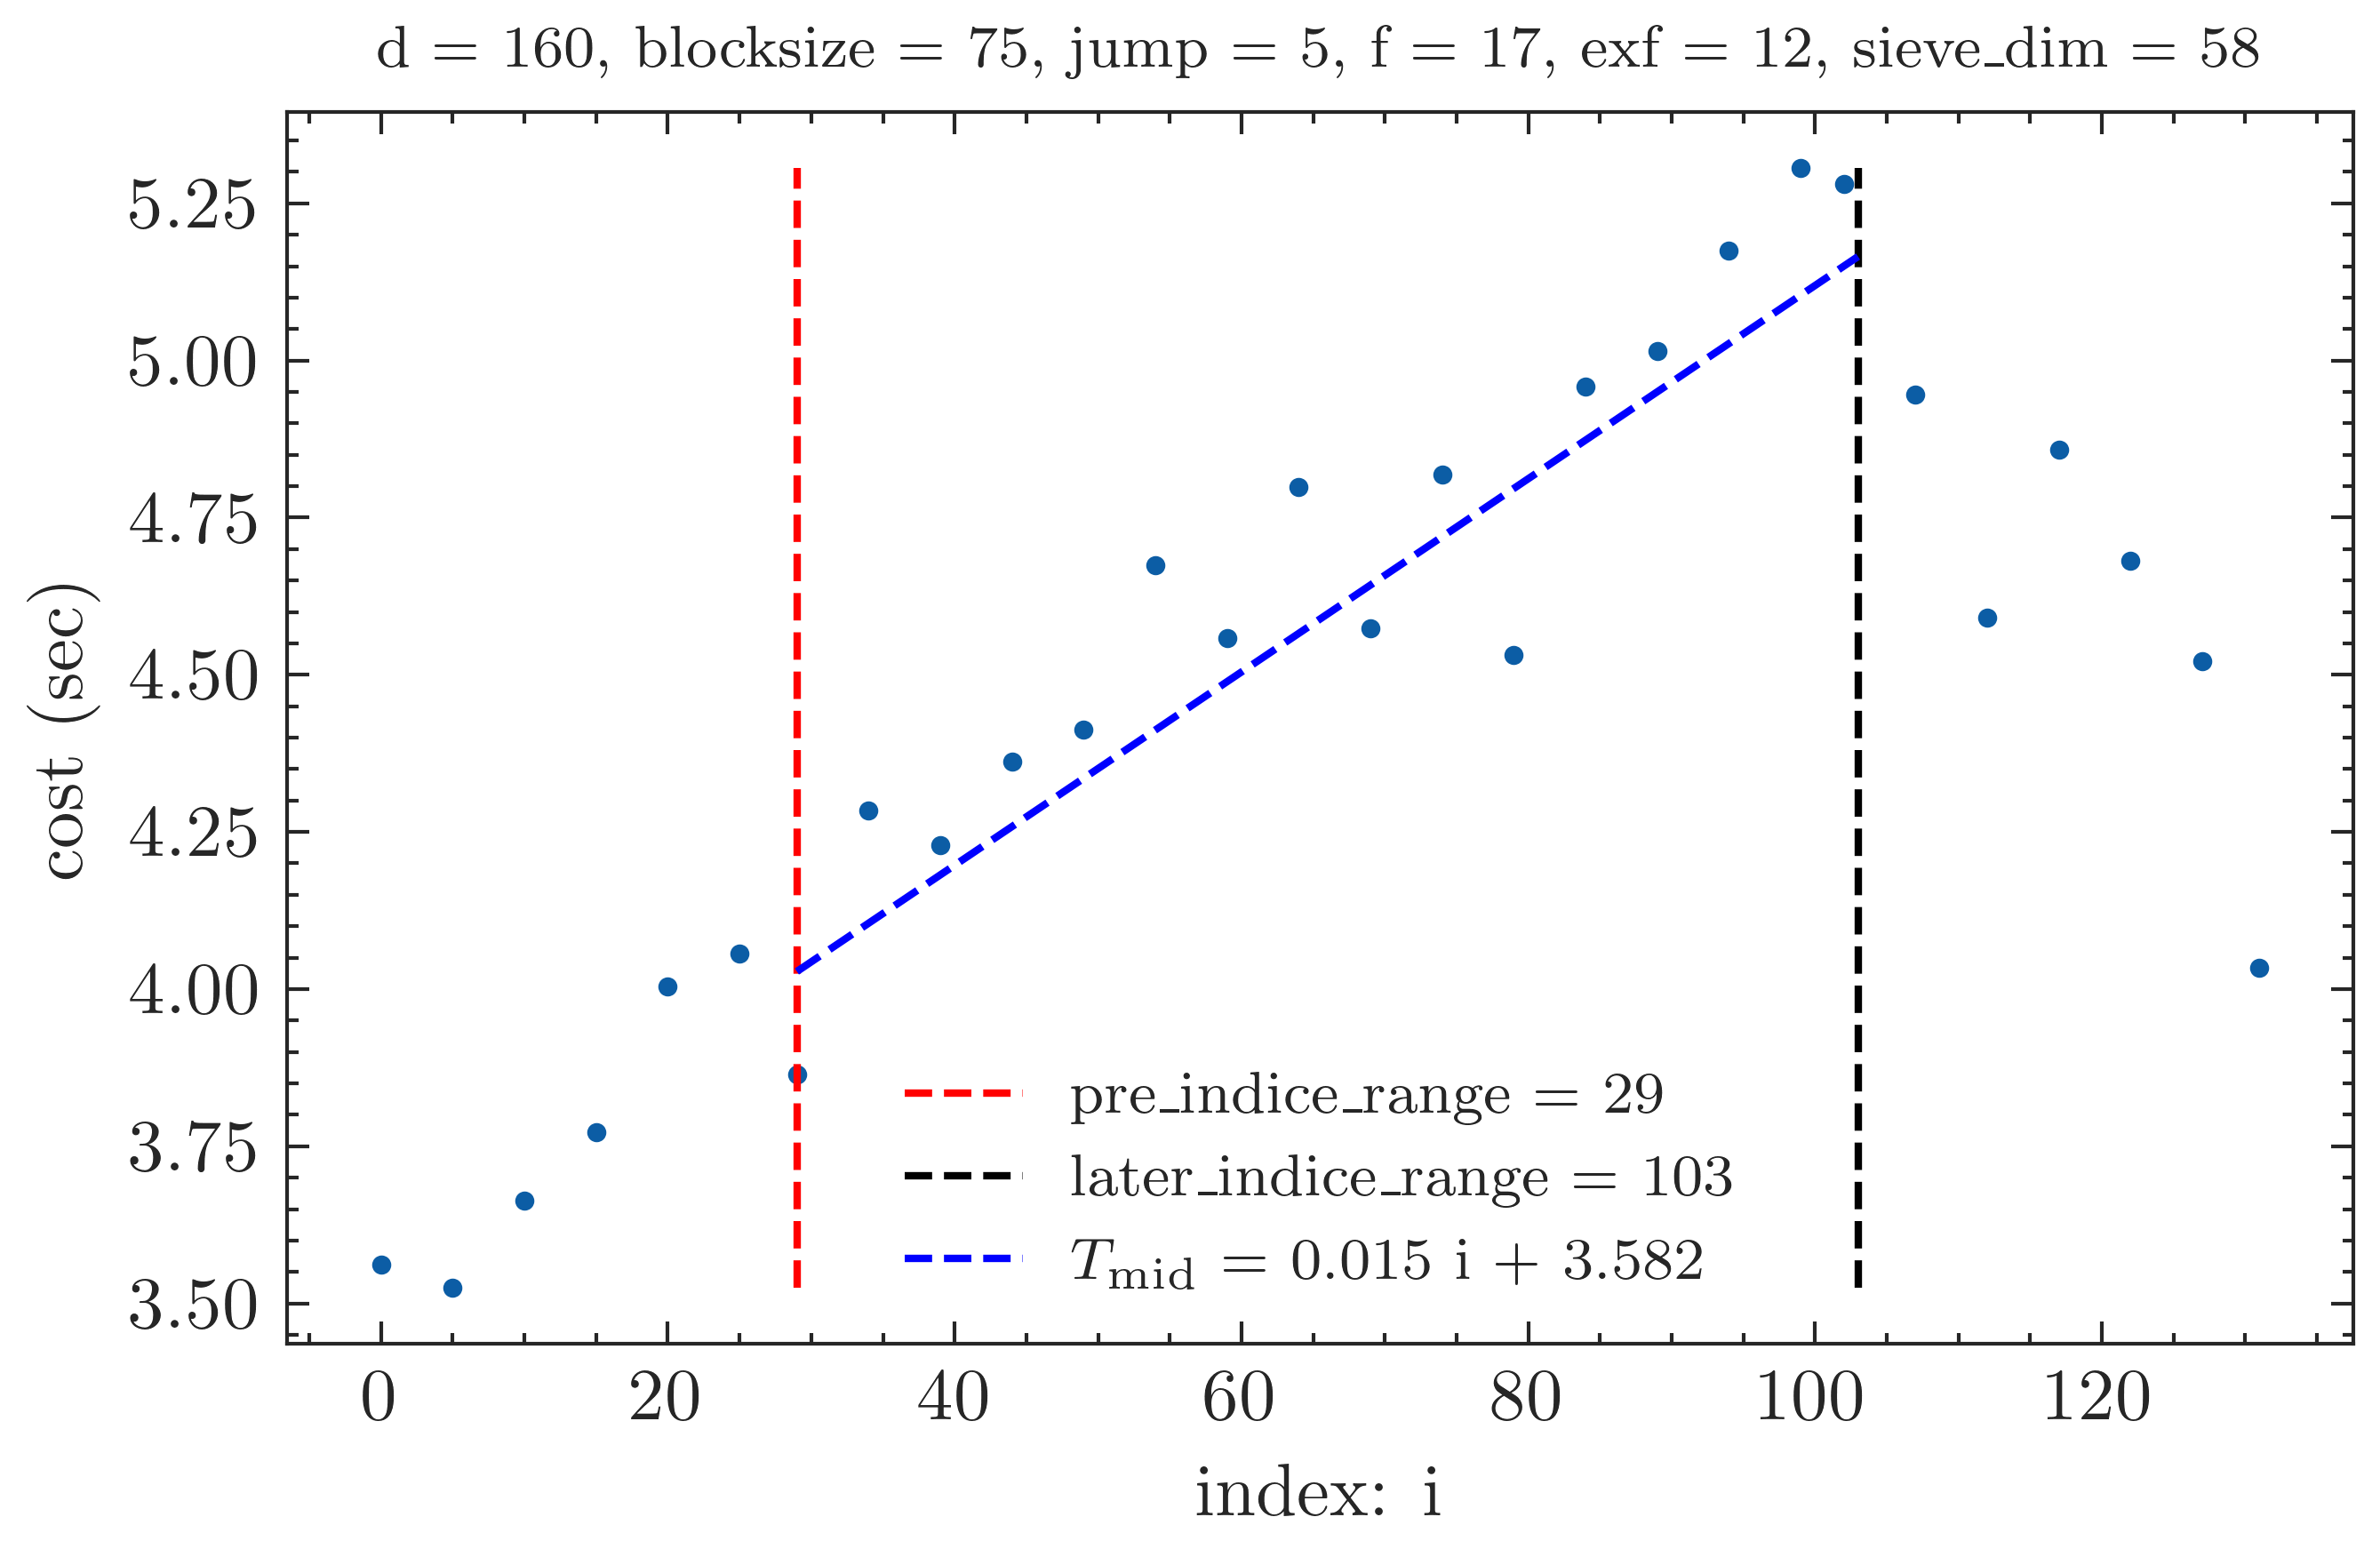 d = 160, blocksize = 75, jump = 5, f = 17, exf = 12, sieve_dim = 58
5.25
5.00
4.75
4.50
4.25
4.00
3.75
3.50
cost (sec)
pre_indice_range = 29
later_indice_range = 103
T_mid = 0.015 i + 3.582
0 20 40 60 80 100 120
index: i